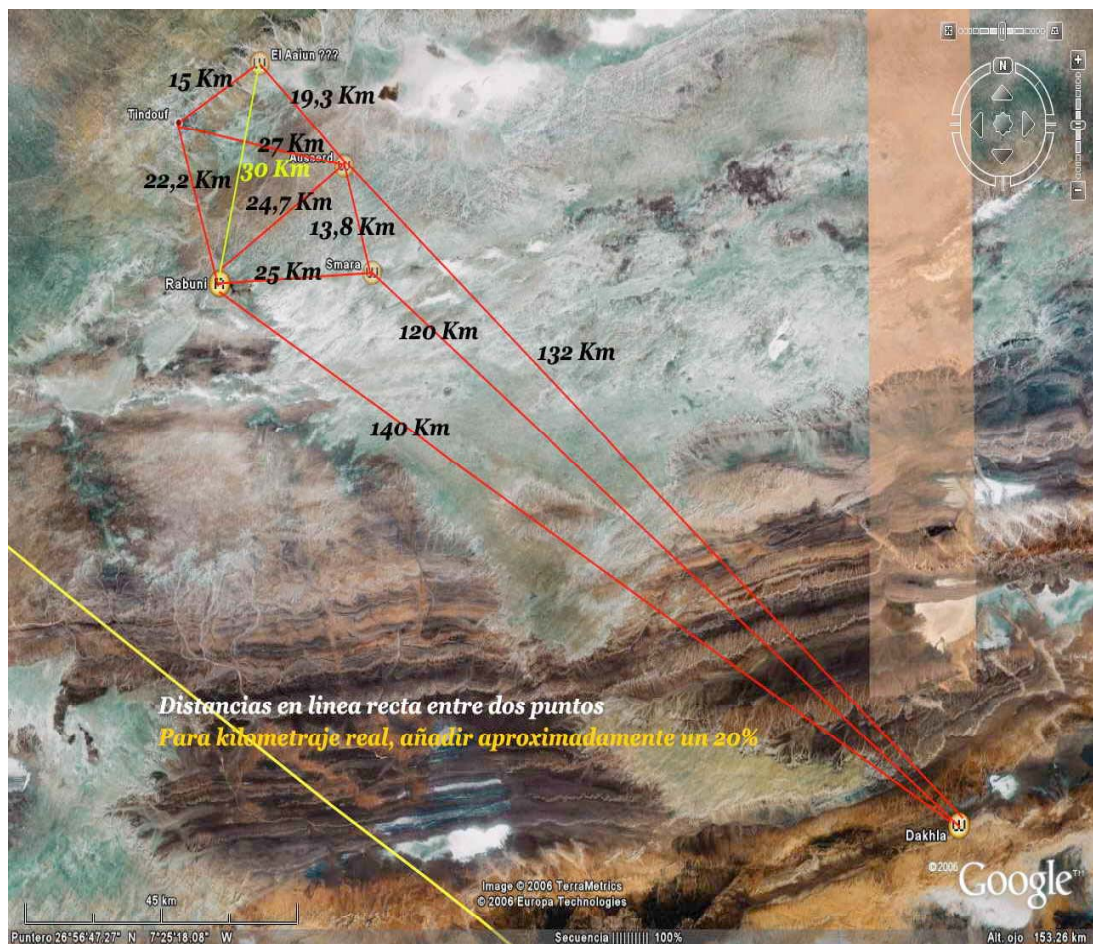 El Aaiun ???
N
15 Km
19,3 Km
Tindouf
27 Km
Ausserd
30 Km
22,2 Km
24,7 Km
13,8 Km
Smara
25 Km
Rabuni
120 Km
132 Km
140 Km
Distancias en linea recta entre dos puntos
Para kilometraje real, añadir aproximadamente un 20%
Dakhla
©2006 Google™
Image © 2006 TerraMetrics
© 2006 Europa Technologies
45 km
Puntero 26°56'47.27" N 7°25'18.08" W
Secuencia |||||||||| 100%
Alt. ojo 153.26 km